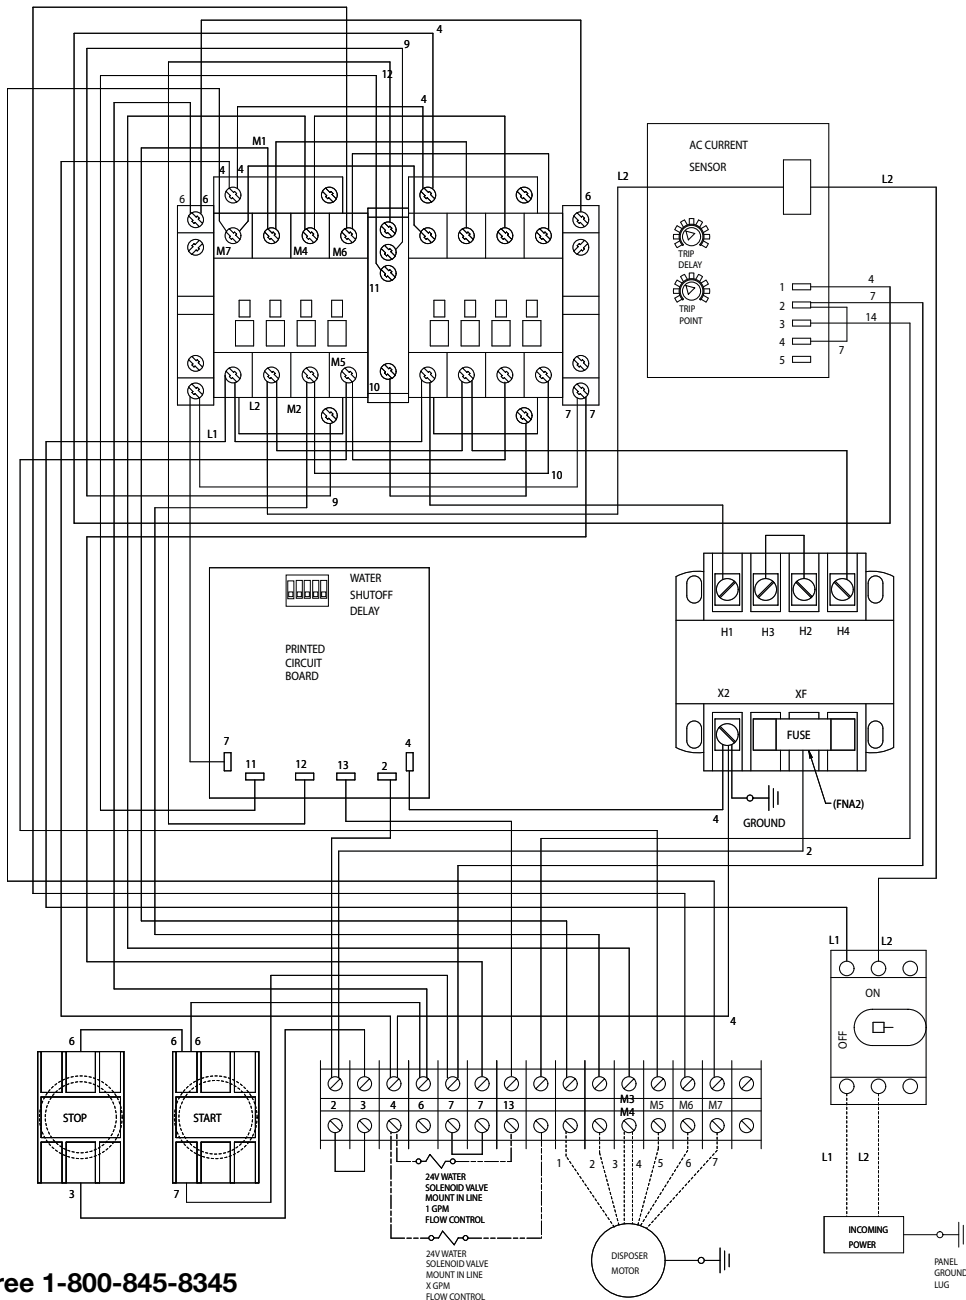 4
9
12
4
M1
4
4
6
6
6
M7
M4
M6
11
M5
10
L2
M2
L1
7
7
10
9
AC CURRENT
SENSOR
L2
L2
TRIP
DELAY
TRIP
POINT
1
2
3
4
5
4
7
14
7
WATER
SHUTOFF
DELAY
PRINTED
CIRCUIT
BOARD
7
11
12
13
2
4
H1
H3
H2
H4
X2
XF
FUSE
(FNA2)
GROUND
4
2
4
L1
L2
ON
OFF
L1
L2
INCOMING
POWER
PANEL
GROUND
LUG
6
6
6
STOP
START
3
7
2
3
4
6
7
7
13
M3
M4
M5
M6
M7
1
2
3
4
5
6
7
24V WATER
SOLENOID VALVE
MOUNT IN LINE
1 GPM
FLOW CONTROL
24V WATER
SOLENOID VALVE
MOUNT IN LINE
X GPM
FLOW CONTROL
DISPOSER
MOTOR
ree 1-800-845-8345